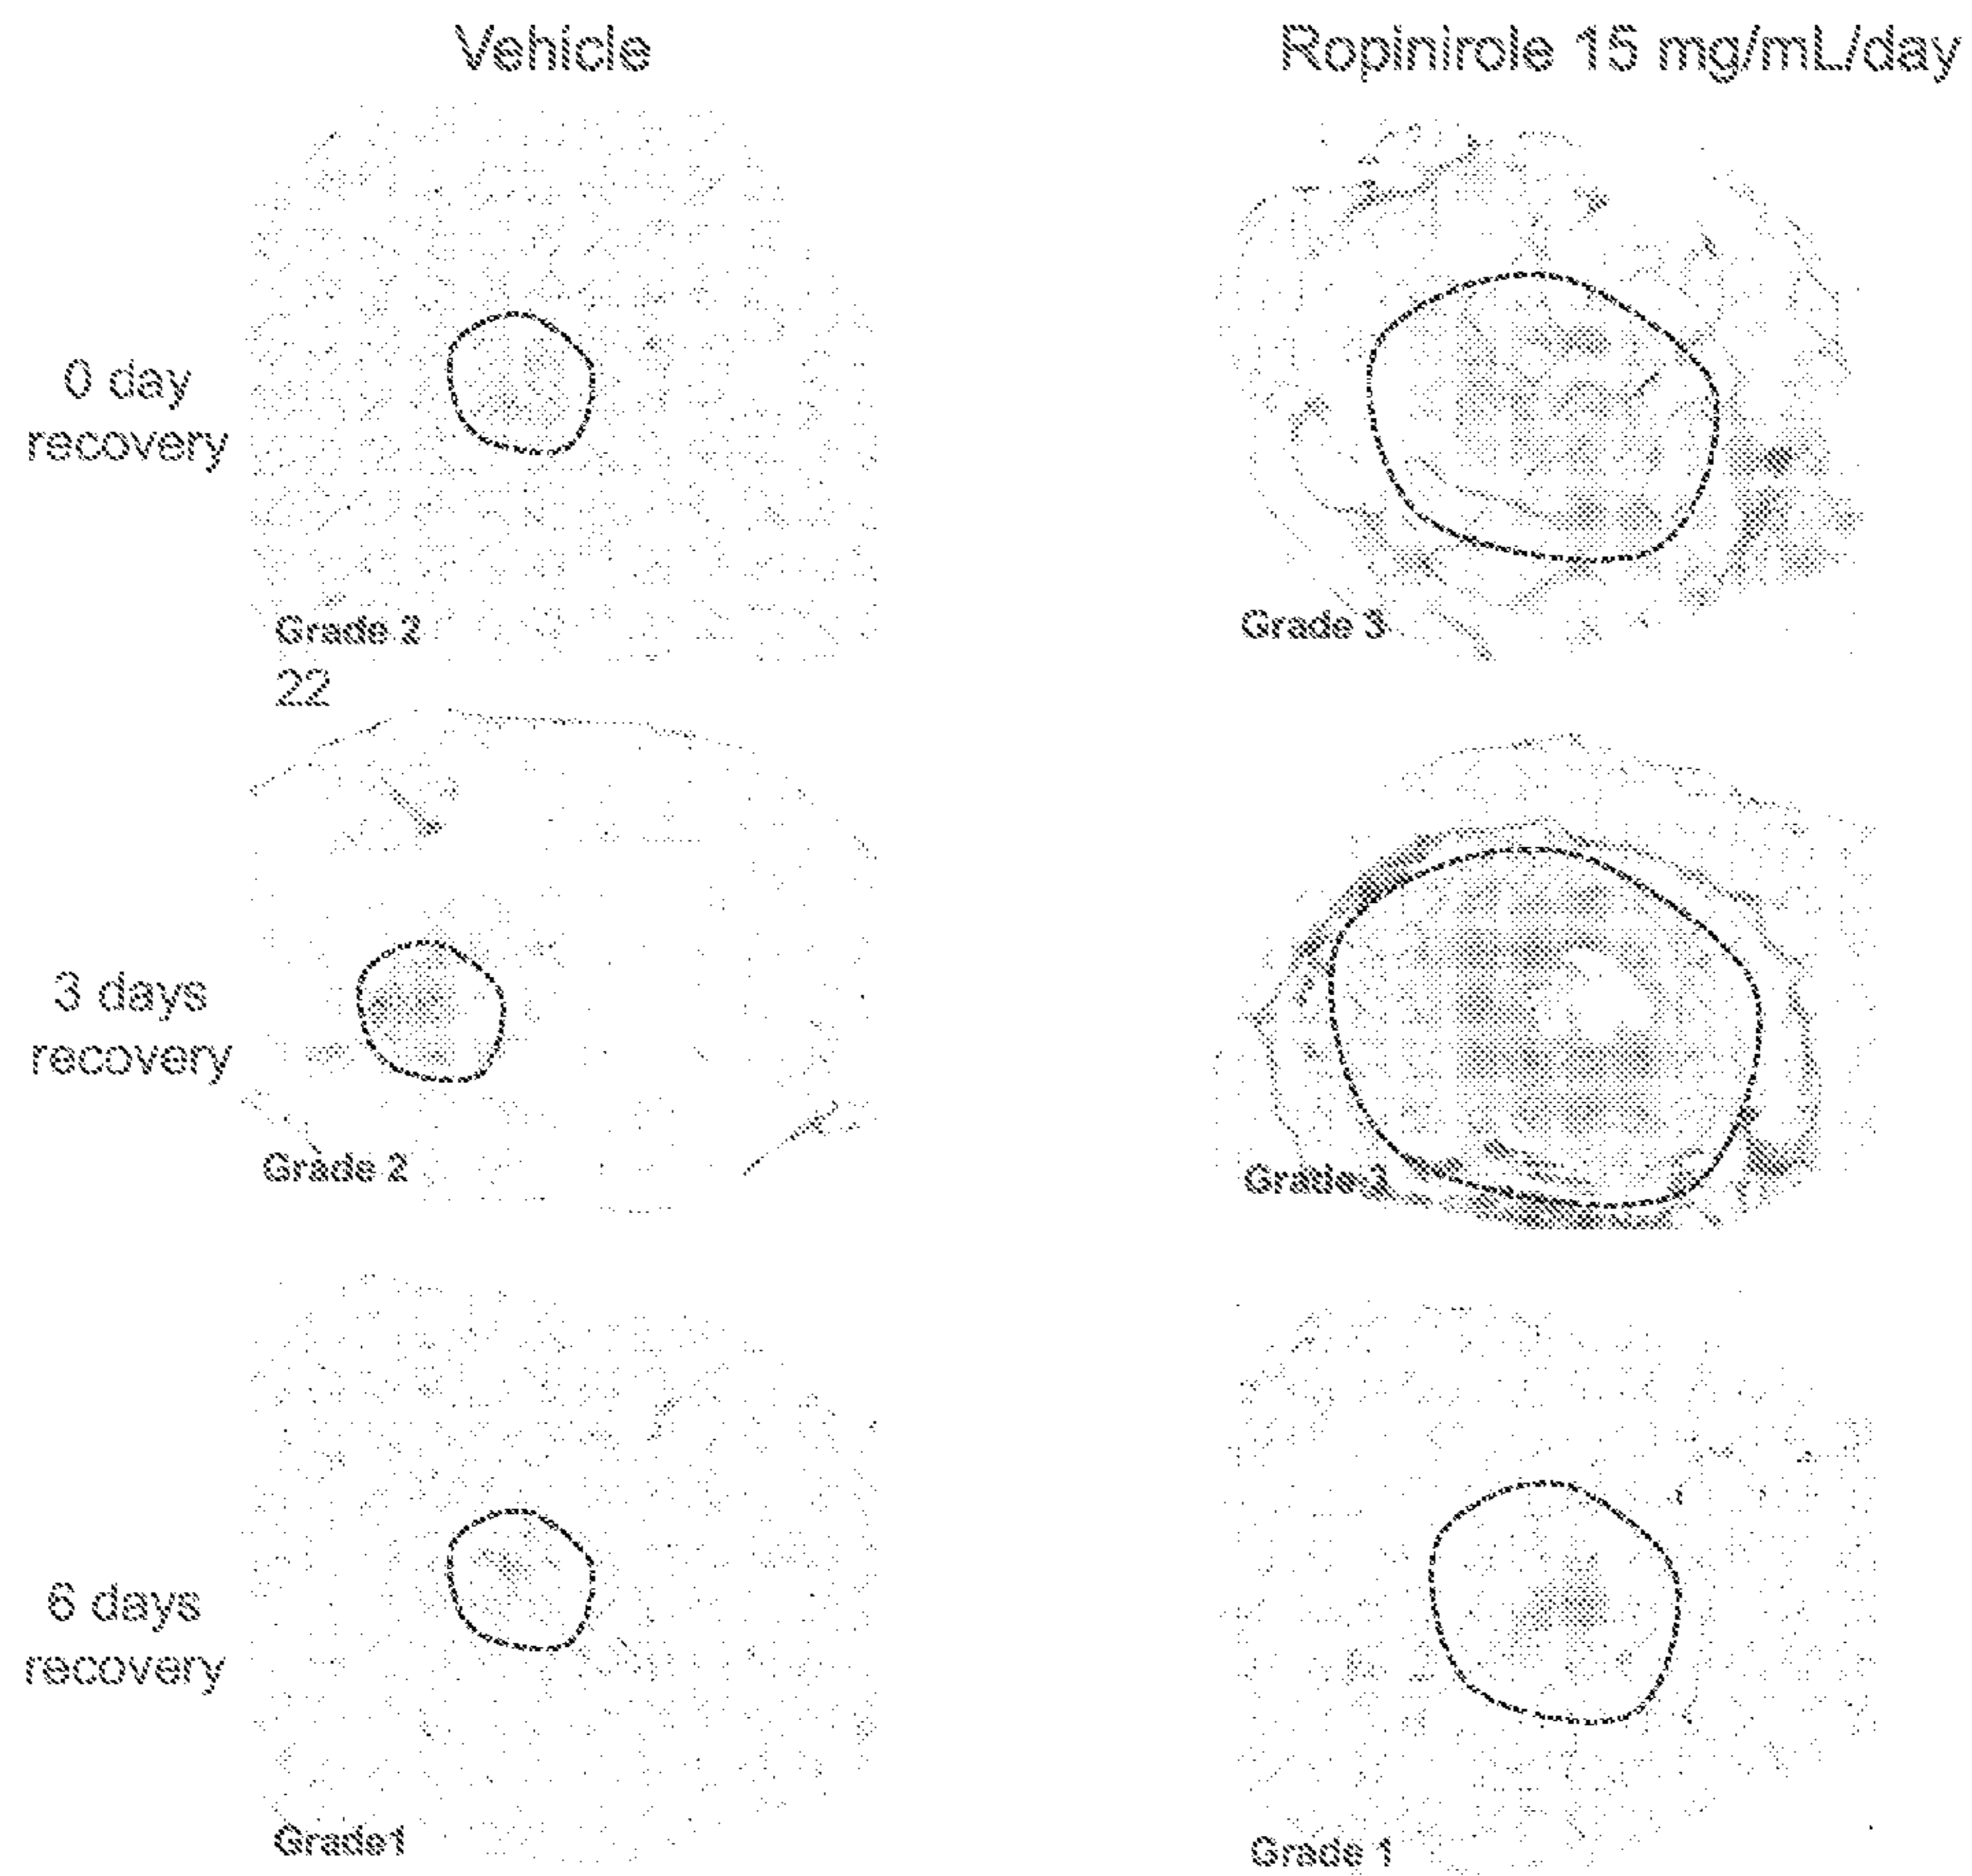 Vehicle
Ropinirole 15 mg/mL/day
0 day
recovery
Grade 2
Grade 3
22
3 days
recovery
Grade 2
Grade 3
6 days
recovery
Grade1
Grade 1